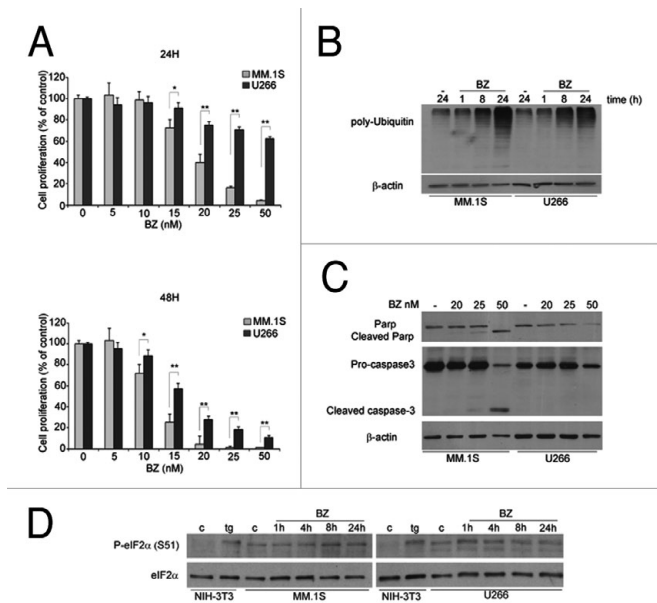 A
24H
MM.1S
U266
Cell proliferation (% of control)
120
100
80
60
40
20
0
* ** ** **
0 5 10 15 20 25 50
BZ (nM)
48H
MM.1S
U266
Cell proliferation (% of control)
120
100
80
60
40
20
0
* ** ** ** **
0 5 10 15 20 25 50
BZ (nM)
B
BZ BZ
24 1 8 24 24 1 8 24 time (h)
- -
poly-Ubiquitin
β-actin
MM.1S U266
C
BZ nM - 20 25 50 - 20 25 50
Parp
Cleaved Parp
Pro-caspase3
Cleaved caspase-3
β-actin
MM.1S U266
D
BZ BZ
c tg c 1h 4h 8h 24h c tg c 1h 4h 8h 24h
P-eIF2α (S51)
eIF2α
NIH-3T3 MM.1S NIH-3T3 U266